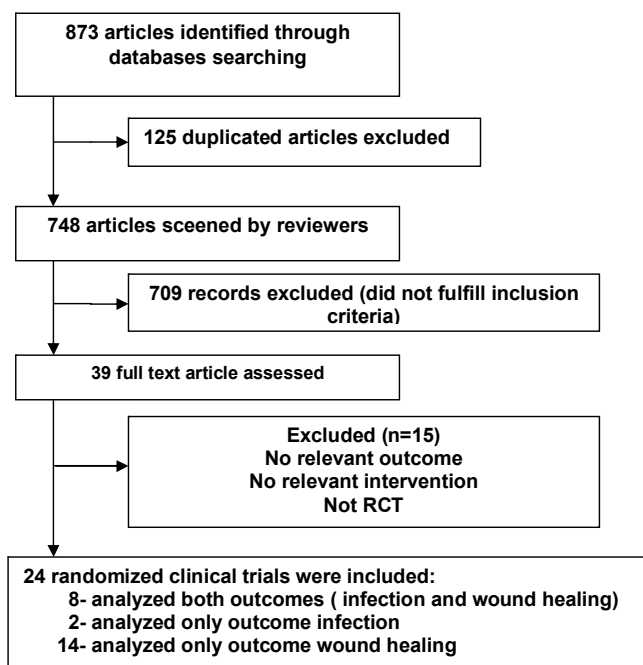 873 articles identified through
databases searching
125 duplicated articles excluded
748 articles sceened by reviewers
709 records excluded (did not fulfill inclusion
criteria)
39 full text article assessed
Excluded (n=15)
No relevant outcome
No relevant intervention
Not RCT
24 randomized clinical trials were included:
8- analyzed both outcomes ( infection and wound healing)
2- analyzed only outcome infection
14- analyzed only outcome wound healing